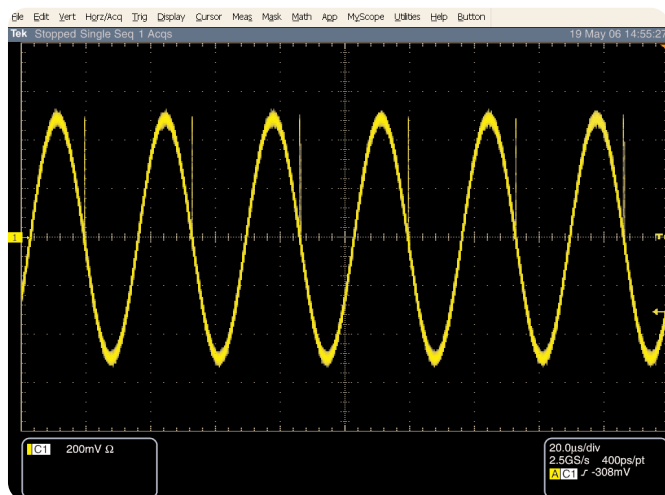 File Edit Vert Horz/Acq Trig Display Cursor Meas Mask Math App MyScope Utilities Help Button
Tek Stopped Single Seq 1 Acqs 19 May 06 14:55:27
1
C1 200mV Ω
20.0µs/div
2.5GS/s 400ps/pt
A C1 -308mV